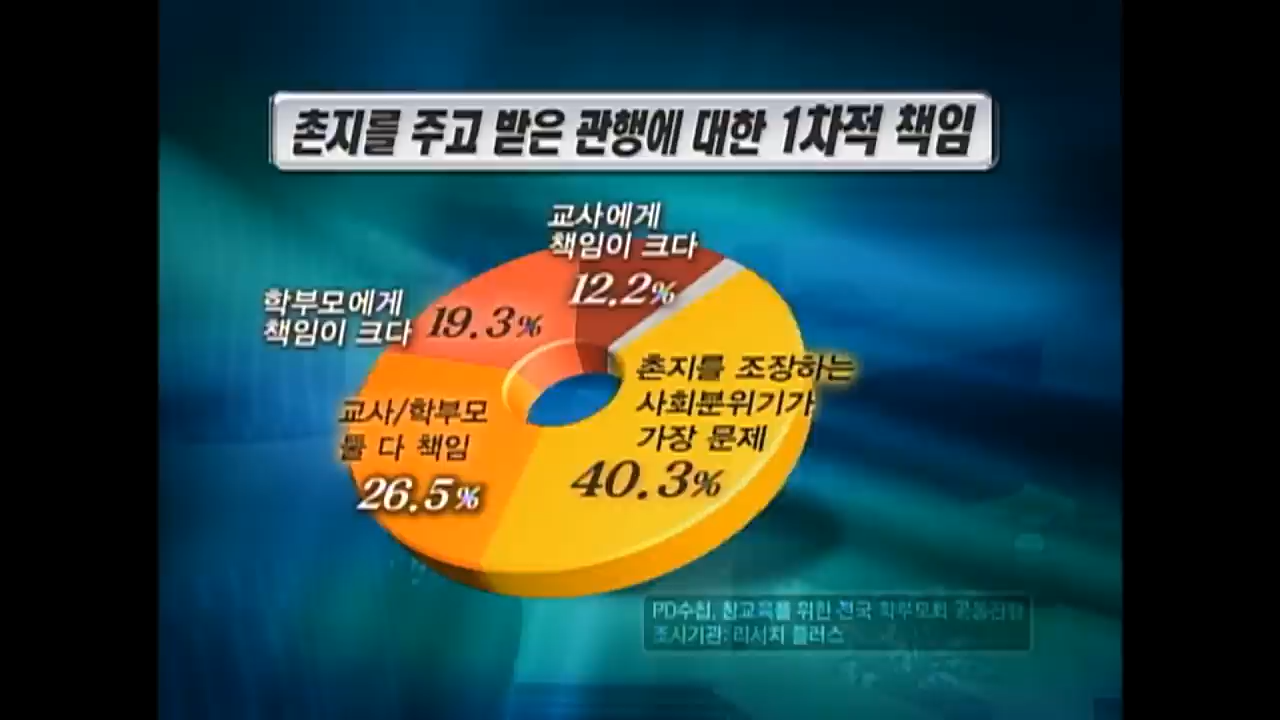 촌지를 주고 받은 관행에 대한 1차적 책임
교사에게
책임이 크다
12.2%
학부모에게
책임이 크다
19.3%
촌지를 조장하는
사회분위기가
가장 문제
40.3%
교사/학부모
둘 다 책임
26.5%
PD수첩, 참교육를 위한 전국 학부모회
조사기관: 리서치 플러스